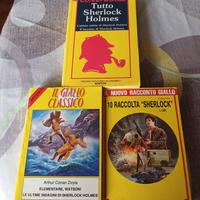 Tutto
Sherlock
Holmes
IL GIALLO
CLASSICO
Arthur Conan Doyle
ELEMENTARE, WATSON!
LE ULTIME INDAGINI DI SHERLOCK HOLMES
IL NUOVO RACCONTO GIALLO
10 RACCOLTA "SHERLOCK"